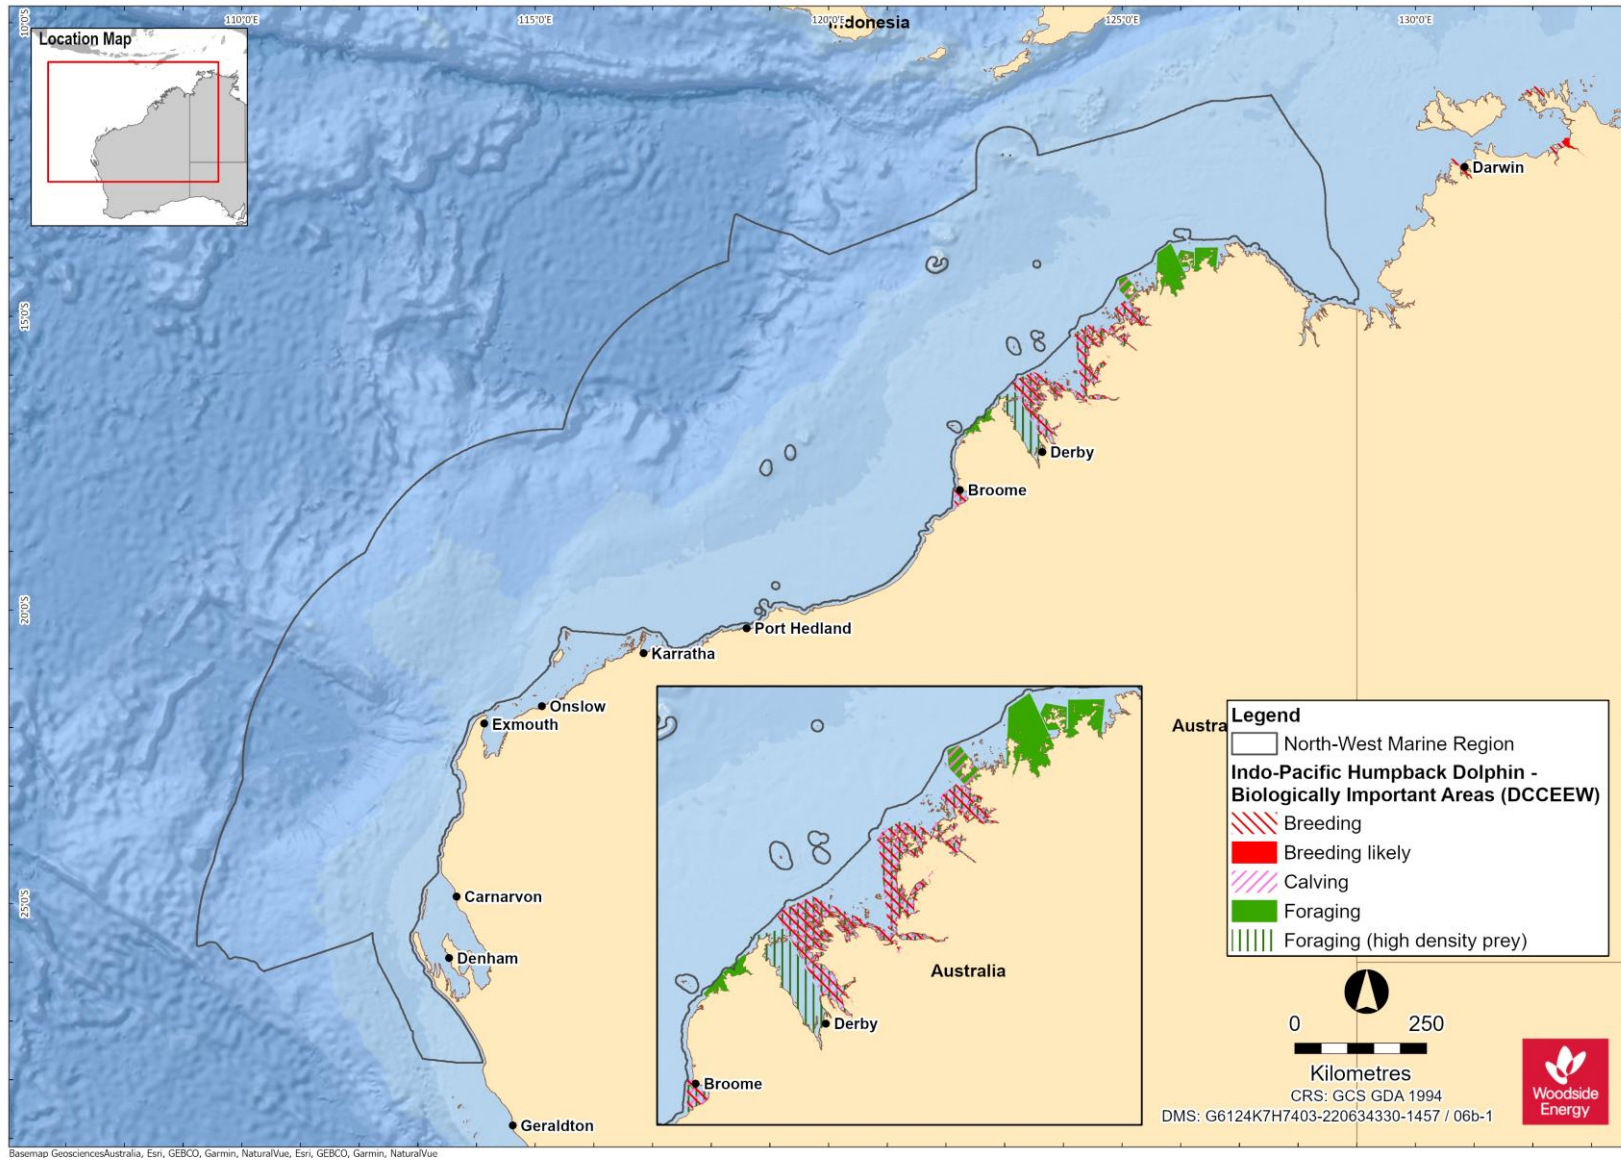 110°0'E
115°0'E
120°0'E
125°0'E
130°0'E
10°0'S
15°0'S
20°0'S
25°0'S
Location Map
Indonesia
Darwin
Derby
Broome
Port Hedland
Karratha
Onslow
Exmouth
Carnarvon
Denham
Geraldton
Austra
Australia
Derby
Broome
Legend
North-West Marine Region
Indo-Pacific Humpback Dolphin -
Biologically Important Areas (DCCEEW)
Breeding
Breeding likely
Calving
Foraging
Foraging (high density prey)
0 250
Kilometres
CRS: GCS GDA 1994
DMS: G6124K7H7403-220634330-1457 / 06b-1
Woodside
Energy
Basemap GeosciencesAustralia, Esri, GEBCO, Garmin, NaturalVue, Esri, GEBCO, Garmin, NaturalVue